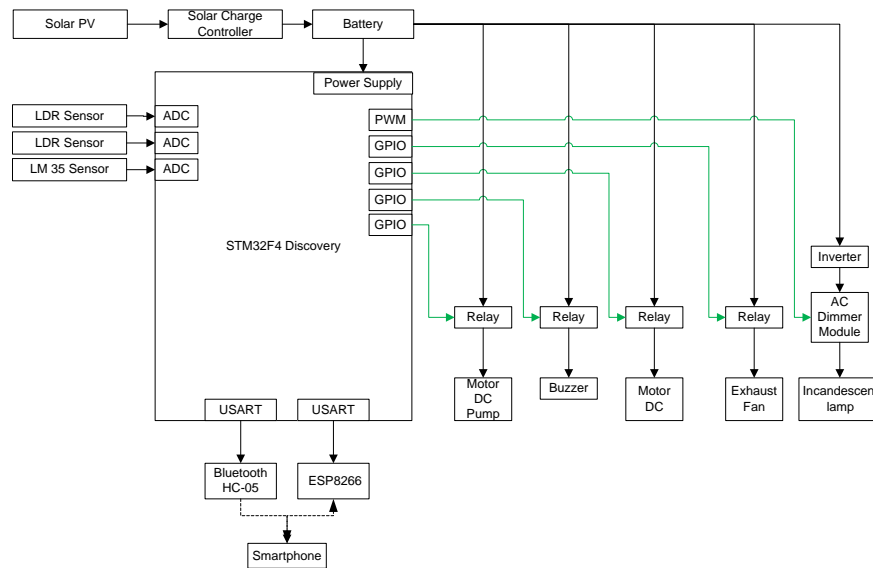 Solar PV
Solar Charge
Controller
Battery
Power Supply
LDR Sensor
ADC
PWM
LDR Sensor
ADC
GPIO
LM 35 Sensor
ADC
GPIO
GPIO
GPIO
STM32F4 Discovery
Inverter
Relay
Relay
Relay
Relay
AC
Dimmer
Module
Motor
DC
Pump
Buzzer
Motor
DC
Exhaust
Fan
Incandescen
lamp
USART
USART
Bluetooth
HC-05
ESP8266
Smartphone